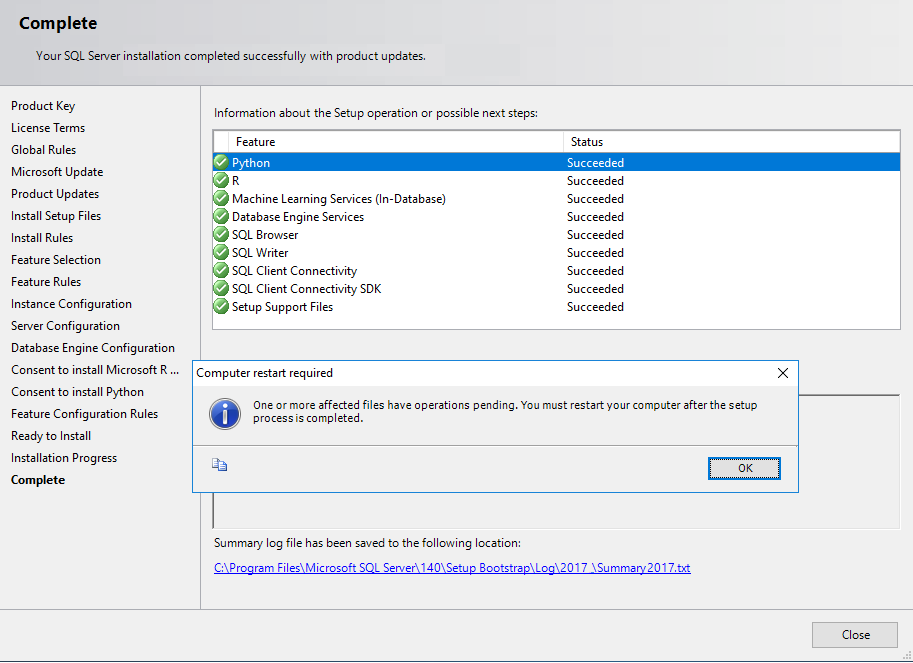 Complete
Your SQL Server installation completed successfully with product updates.
Product Key
License Terms
Global Rules
Microsoft Update
Product Updates
Install Setup Files
Install Rules
Feature Selection
Feature Rules
Instance Configuration
Server Configuration
Database Engine Configuration
Consent to install Microsoft R ...
Consent to install Python
Feature Configuration Rules
Ready to Install
Installation Progress
Complete
Information about the Setup operation or possible next steps:
Feature Status
Python Succeeded
R Succeeded
Machine Learning Services (In-Database) Succeeded
Database Engine Services Succeeded
SQL Browser Succeeded
SQL Writer Succeeded
SQL Client Connectivity Succeeded
SQL Client Connectivity SDK Succeeded
Setup Support Files Succeeded
Computer restart required
One or more affected files have operations pending. You must restart your computer after the setup
process is completed.
OK
Summary log file has been saved to the following location:
C:\Program Files\Microsoft SQL Server\140\Setup Bootstrap\Log\2017_\Summary2017.txt
Close